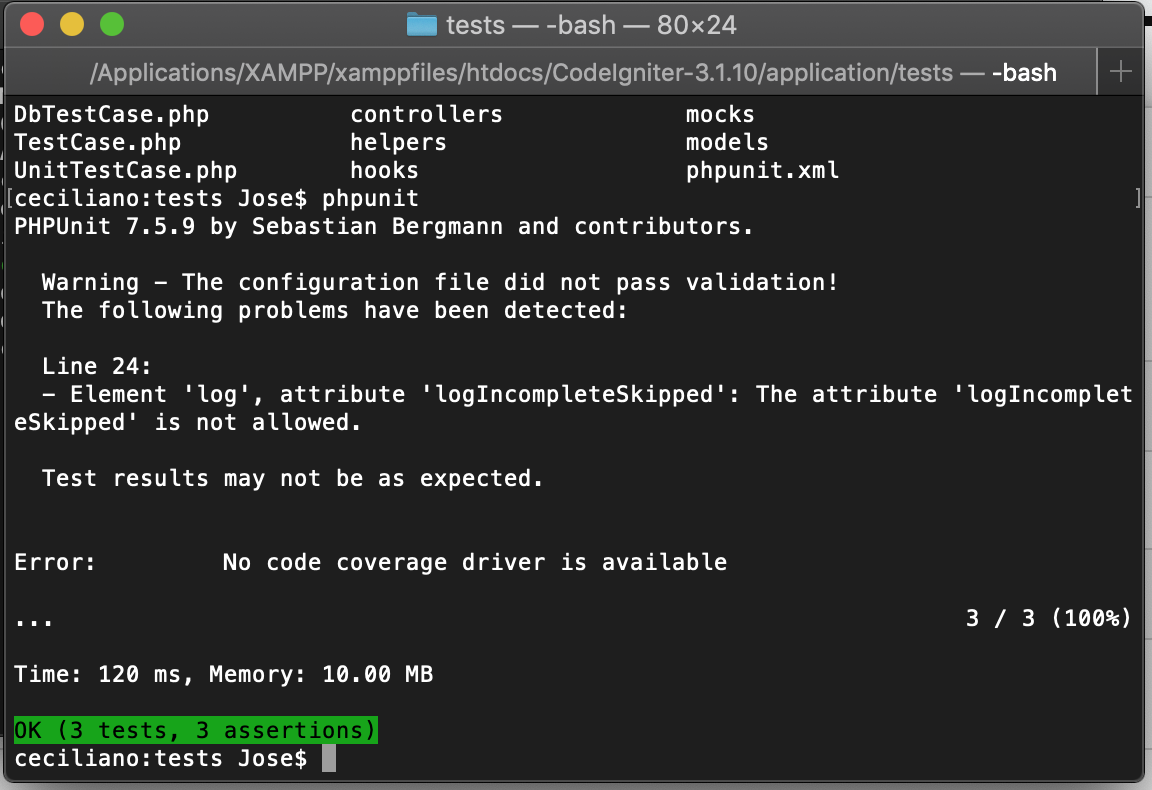 tests — -bash — 80×24
/Applications/XAMPP/xamppfiles/htdocs/CodeIgniter-3.1.10/application/tests — -bash
DbTestCase.php controllers mocks
TestCase.php helpers models
UnitTestCase.php hooks phpunit.xml
[ceciliano:tests Jose$ phpunit ]
PHPUnit 7.5.9 by Sebastian Bergmann and contributors.
Warning - The configuration file did not pass validation!
The following problems have been detected:
Line 24:
- Element 'log', attribute 'logIncompleteSkipped': The attribute 'logIncomplet
eSkipped' is not allowed.
Test results may not be as expected.
Error: No code coverage driver is available
... 3 / 3 (100%)
Time: 120 ms, Memory: 10.00 MB
OK (3 tests, 3 assertions)
ceciliano:tests Jose$